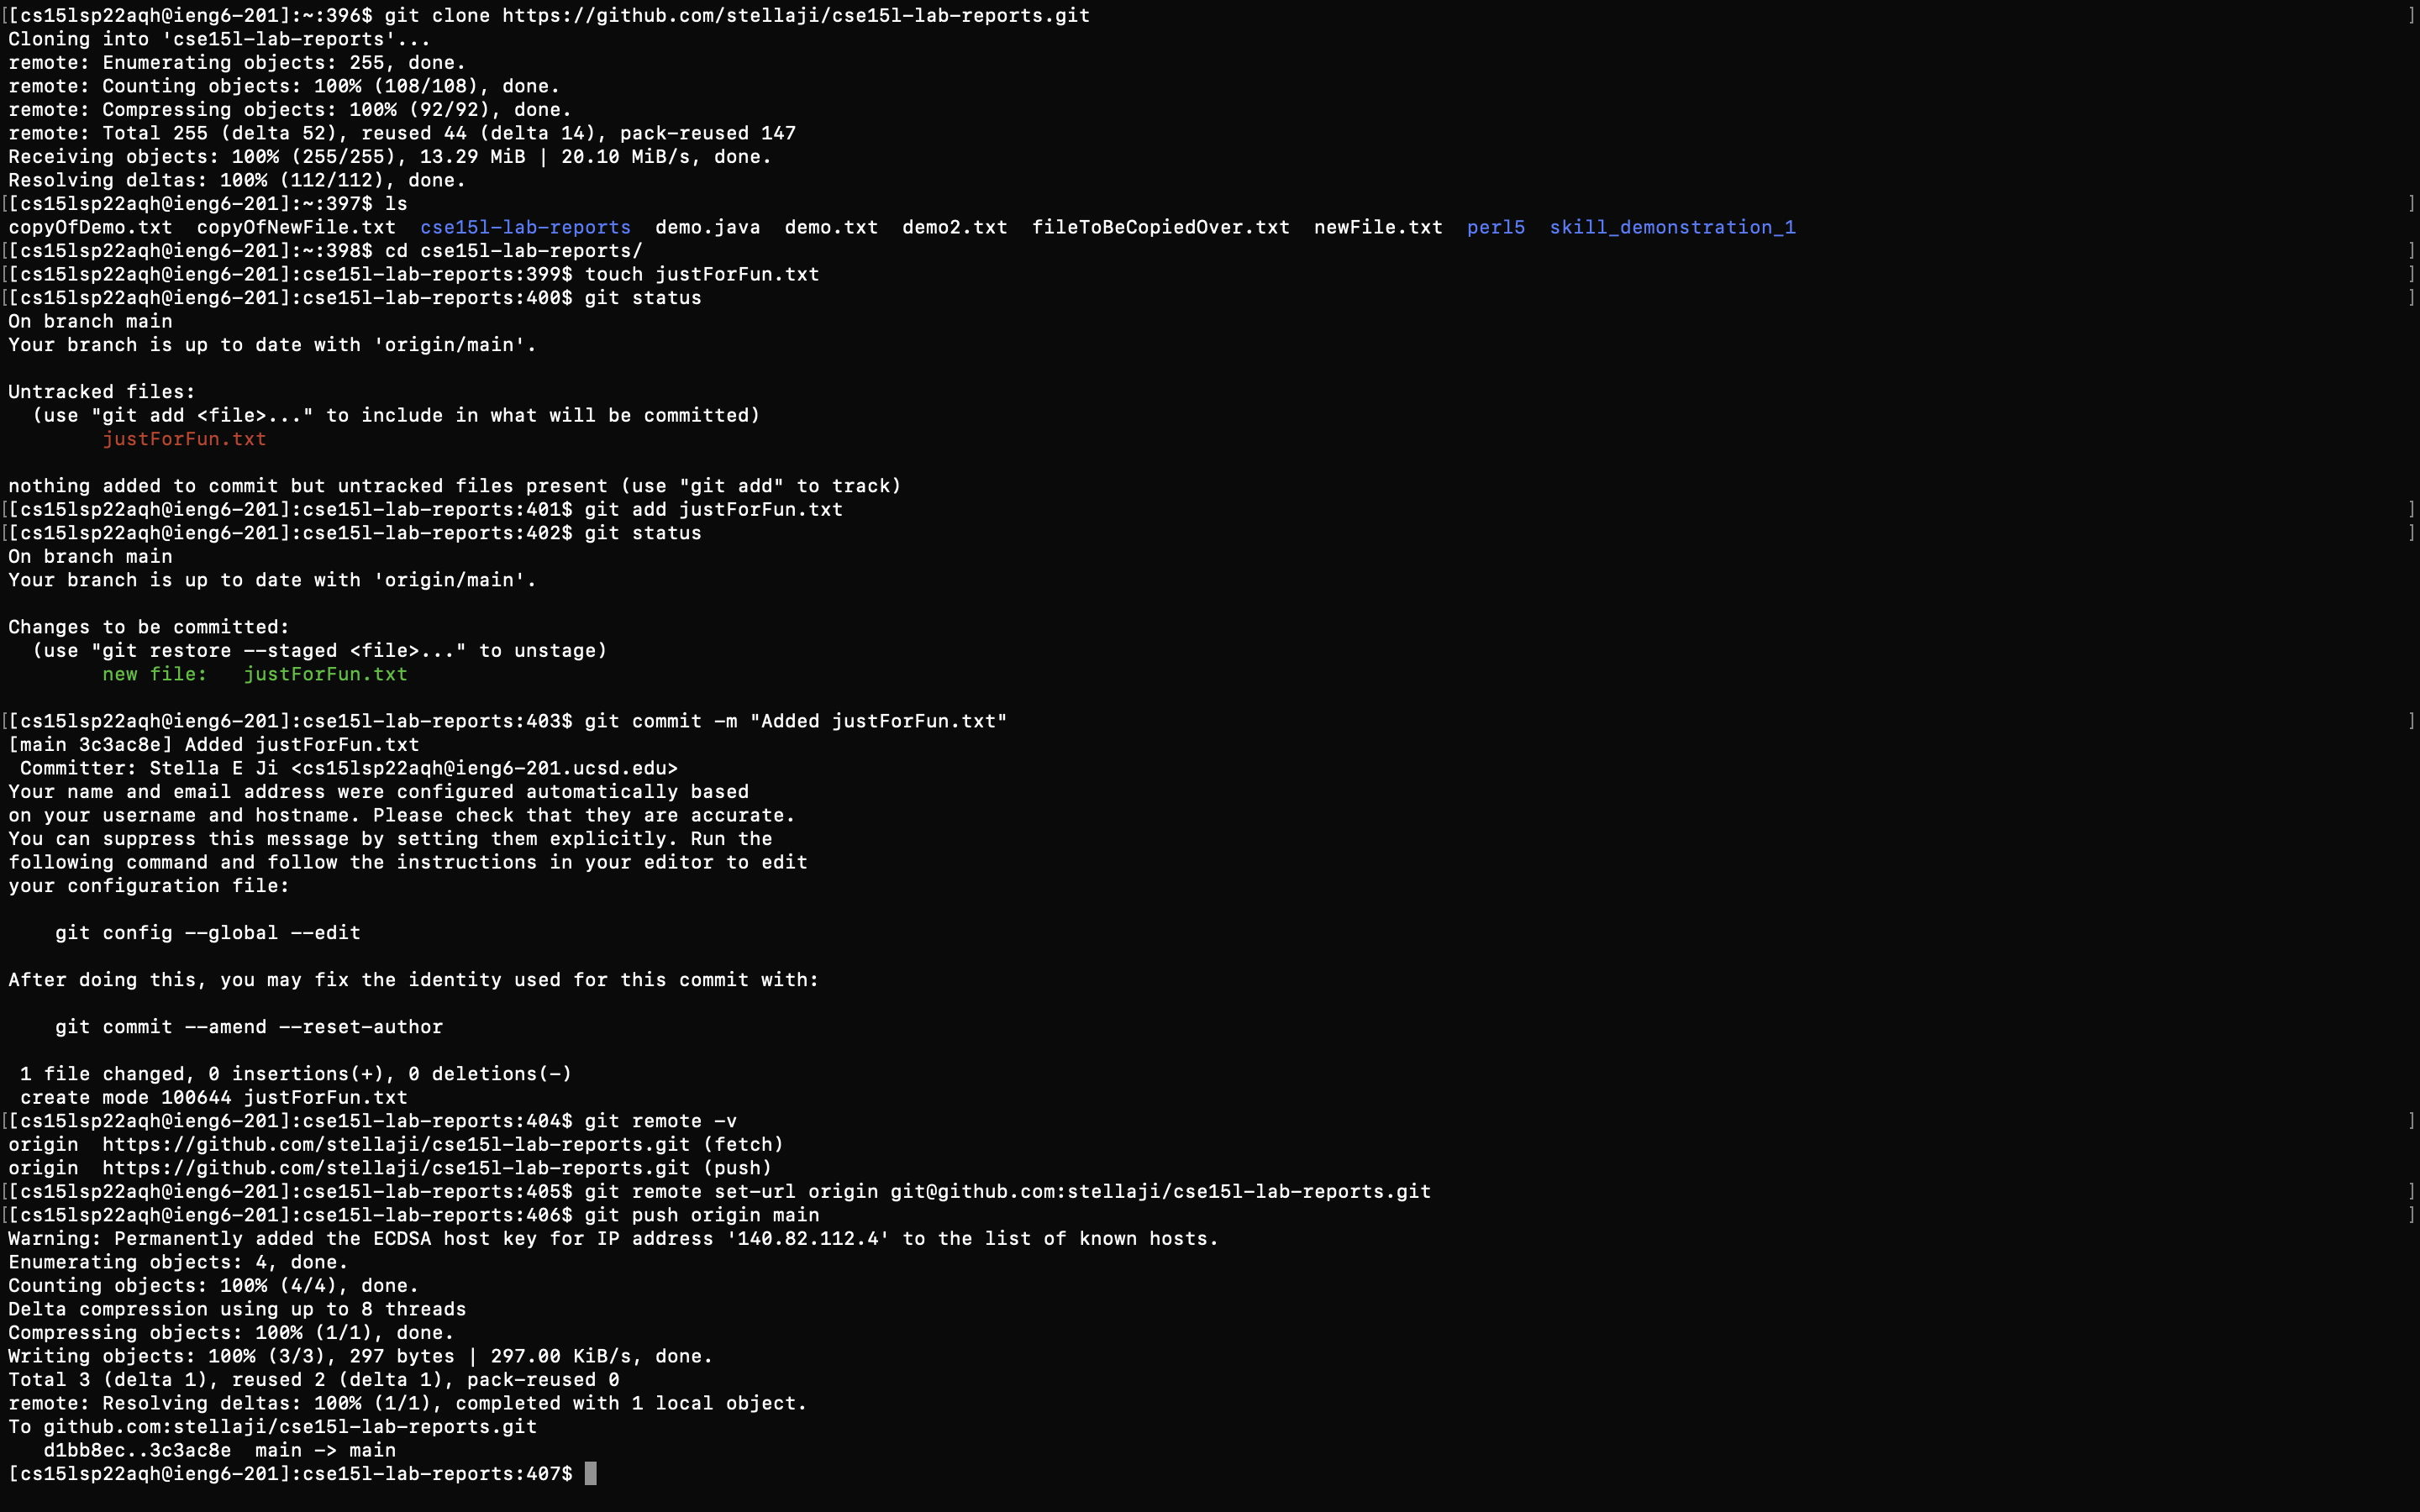 [[cs15lsp22aqh@ieng6-201]:~:396$ git clone https://github.com/stellaji/cse15l-lab-reports.git ]
Cloning into 'cse15l-lab-reports'...
remote: Enumerating objects: 255, done.
remote: Counting objects: 100% (108/108), done.
remote: Compressing objects: 100% (92/92), done.
remote: Total 255 (delta 52), reused 44 (delta 14), pack-reused 147
Receiving objects: 100% (255/255), 13.29 MiB | 20.10 MiB/s, done.
Resolving deltas: 100% (112/112), done.
[[cs15lsp22aqh@ieng6-201]:~:397$ ls ]
copyOfDemo.txt  copyOfNewFile.txt  cse15l-lab-reports  demo.java  demo.txt  demo2.txt  fileToBeCopiedOver.txt  newFile.txt  perl5  skill_demonstration_1
[[cs15lsp22aqh@ieng6-201]:~:398$ cd cse15l-lab-reports/ ]
[[cs15lsp22aqh@ieng6-201]:cse15l-lab-reports:399$ touch justForFun.txt ]
[[cs15lsp22aqh@ieng6-201]:cse15l-lab-reports:400$ git status ]
On branch main
Your branch is up to date with 'origin/main'.

Untracked files:
  (use "git add <file>..." to include in what will be committed)
        justForFun.txt

nothing added to commit but untracked files present (use "git add" to track)
[[cs15lsp22aqh@ieng6-201]:cse15l-lab-reports:401$ git add justForFun.txt ]
[[cs15lsp22aqh@ieng6-201]:cse15l-lab-reports:402$ git status ]
On branch main
Your branch is up to date with 'origin/main'.

Changes to be committed:
  (use "git restore --staged <file>..." to unstage)
        new file:   justForFun.txt

[[cs15lsp22aqh@ieng6-201]:cse15l-lab-reports:403$ git commit -m "Added justForFun.txt" ]
[main 3c3ac8e] Added justForFun.txt
 Committer: Stella E Ji <cs15lsp22aqh@ieng6-201.ucsd.edu>
Your name and email address were configured automatically based
on your username and hostname. Please check that they are accurate.
You can suppress this message by setting them explicitly. Run the
following command and follow the instructions in your editor to edit
your configuration file:

    git config --global --edit

After doing this, you may fix the identity used for this commit with:

    git commit --amend --reset-author

 1 file changed, 0 insertions(+), 0 deletions(-)
 create mode 100644 justForFun.txt
[[cs15lsp22aqh@ieng6-201]:cse15l-lab-reports:404$ git remote -v ]
origin  https://github.com/stellaji/cse15l-lab-reports.git (fetch)
origin  https://github.com/stellaji/cse15l-lab-reports.git (push)
[[cs15lsp22aqh@ieng6-201]:cse15l-lab-reports:405$ git remote set-url origin git@github.com:stellaji/cse15l-lab-reports.git ]
[[cs15lsp22aqh@ieng6-201]:cse15l-lab-reports:406$ git push origin main ]
Warning: Permanently added the ECDSA host key for IP address '140.82.112.4' to the list of known hosts.
Enumerating objects: 4, done.
Counting objects: 100% (4/4), done.
Delta compression using up to 8 threads
Compressing objects: 100% (1/1), done.
Writing objects: 100% (3/3), 297 bytes | 297.00 KiB/s, done.
Total 3 (delta 1), reused 2 (delta 1), pack-reused 0
remote: Resolving deltas: 100% (1/1), completed with 1 local object.
To github.com:stellaji/cse15l-lab-reports.git
   d1bb8ec..3c3ac8e  main -> main
[cs15lsp22aqh@ieng6-201]:cse15l-lab-reports:407$